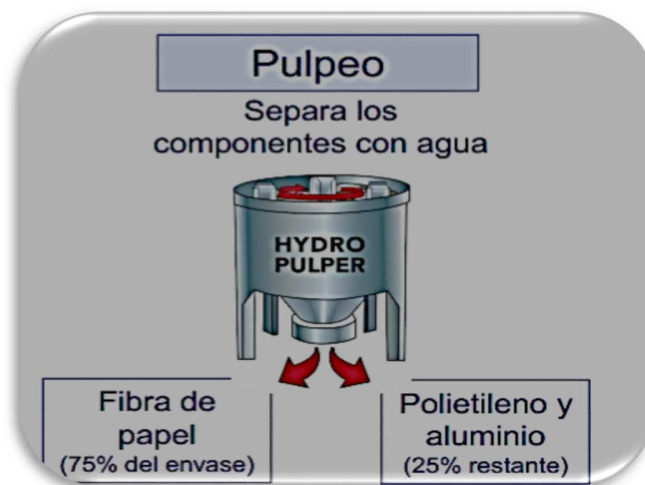 Pulpeo
Separa los
componentes con agua
HYDRO
PULPER
Fibra de
papel
(75% del envase)
Polietileno y
aluminio
(25% restante)